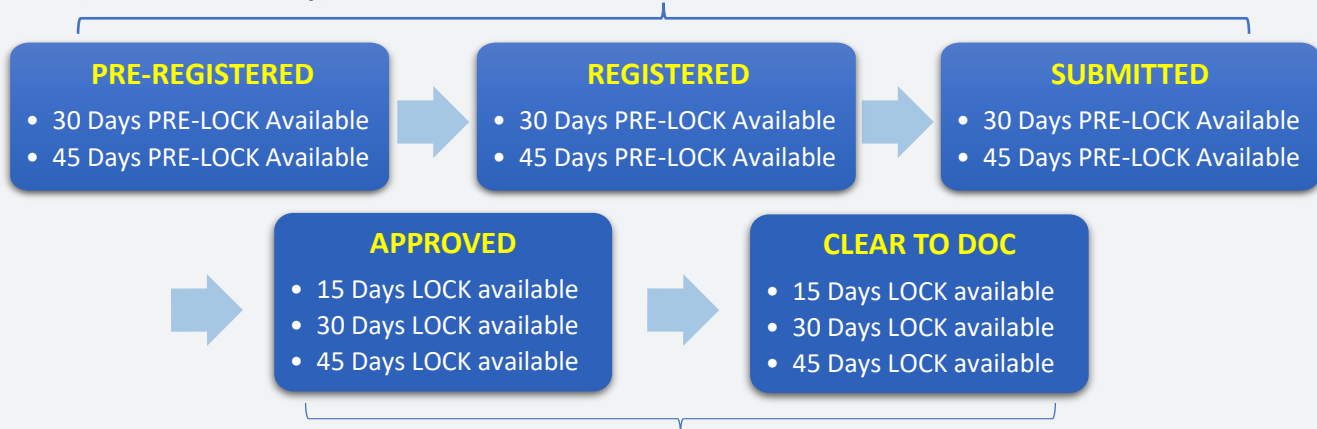 PRE-REGISTERED
• 30 Days PRE-LOCK Available
• 45 Days PRE-LOCK Available
REGISTERED
• 30 Days PRE-LOCK Available
• 45 Days PRE-LOCK Available
SUBMITTED
• 30 Days PRE-LOCK Available
• 45 Days PRE-LOCK Available
APPROVED
• 15 Days LOCK available
• 30 Days LOCK available
• 45 Days LOCK available
CLEAR TO DOC
• 15 Days LOCK available
• 30 Days LOCK available
• 45 Days LOCK available